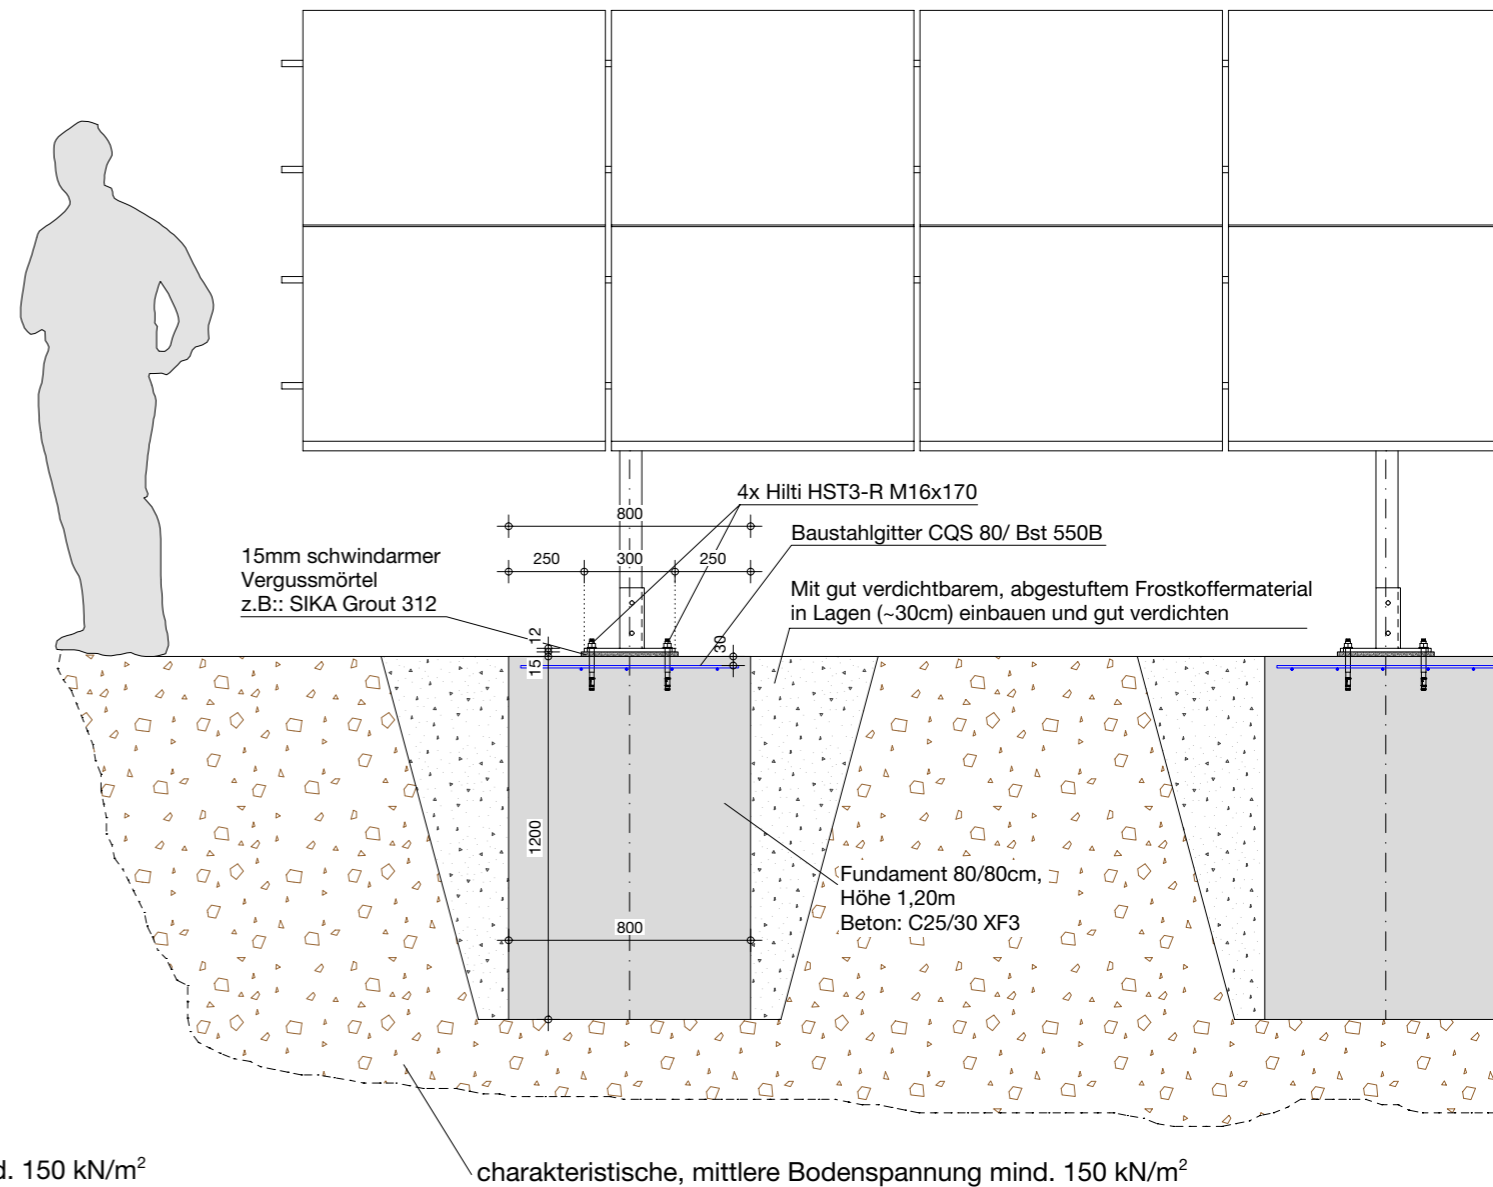 4x Hilti HST3-R M16x170
800
Baustahlgitter CQS 80/ Bst 550B
15mm schwindarmer
Vergussmörtel
z.B:: SIKA Grout 312
250
300
250
Mit gut verdichtbarem, abgestuftem Frostkoffermaterial
in Lagen (~30cm) einbauen und gut verdichten
12
15
30
1200
Fundament 80/80cm,
Höhe 1,20m
Beton: C25/30 XF3
800
d. 150 kN/m²
charakteristische, mittlere Bodenspannung mind. 150 kN/m²